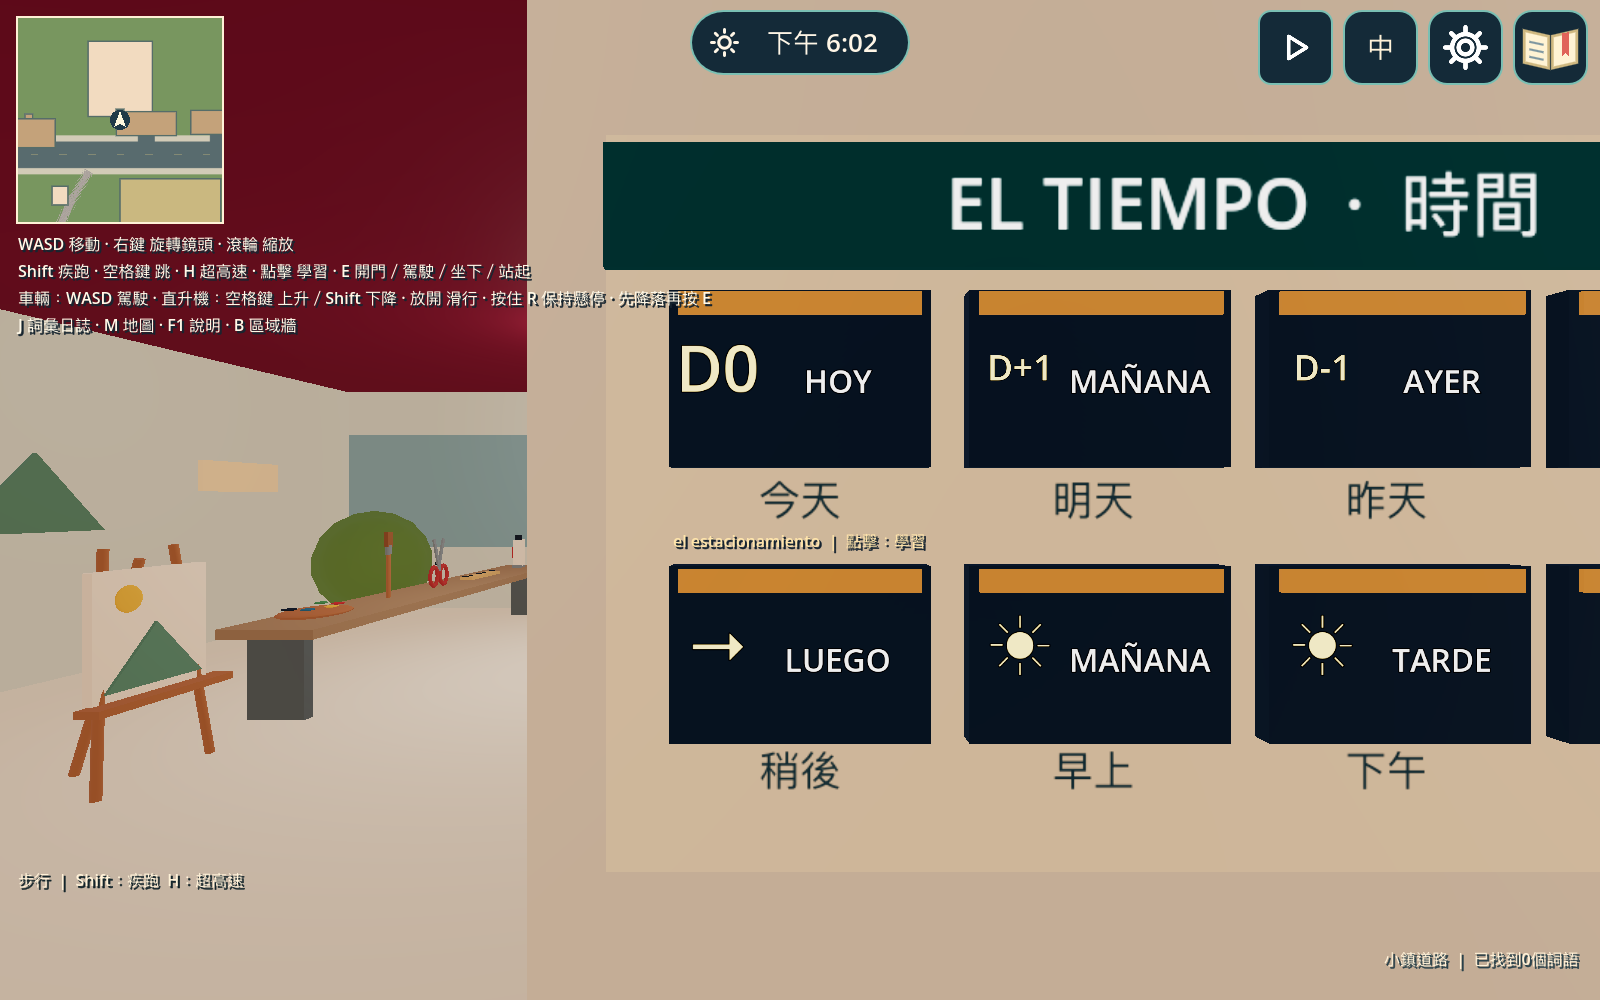 下午 6:02
中
WASD 移動 · 右鍵 旋轉鏡頭 · 滾輪 縮放
Shift 疾跑 · 空格鍵 跳 · H 超高速 · 點擊 學習 · E 開門 / 駕駛 / 坐下 / 站起
車輛：WASD 駕駛 · 直升機：空格鍵 上升 / Shift 下降 · 放開 滑行 · 按住 R 保持懸停 · 先降落再按 E
J 詞彙日誌 · M 地圖 · F1 說明 · B 區域牆
EL TIEMPO · 時間
D0 HOY
D+1 MAÑANA
D-1 AYER
今天
明天
昨天
el estacionamiento | 點擊：學習
→ LUEGO
MAÑANA
TARDE
稍後
早上
下午
步行 | Shift：疾跑 H：超高速
小鎮道路 | 已找到0個詞語